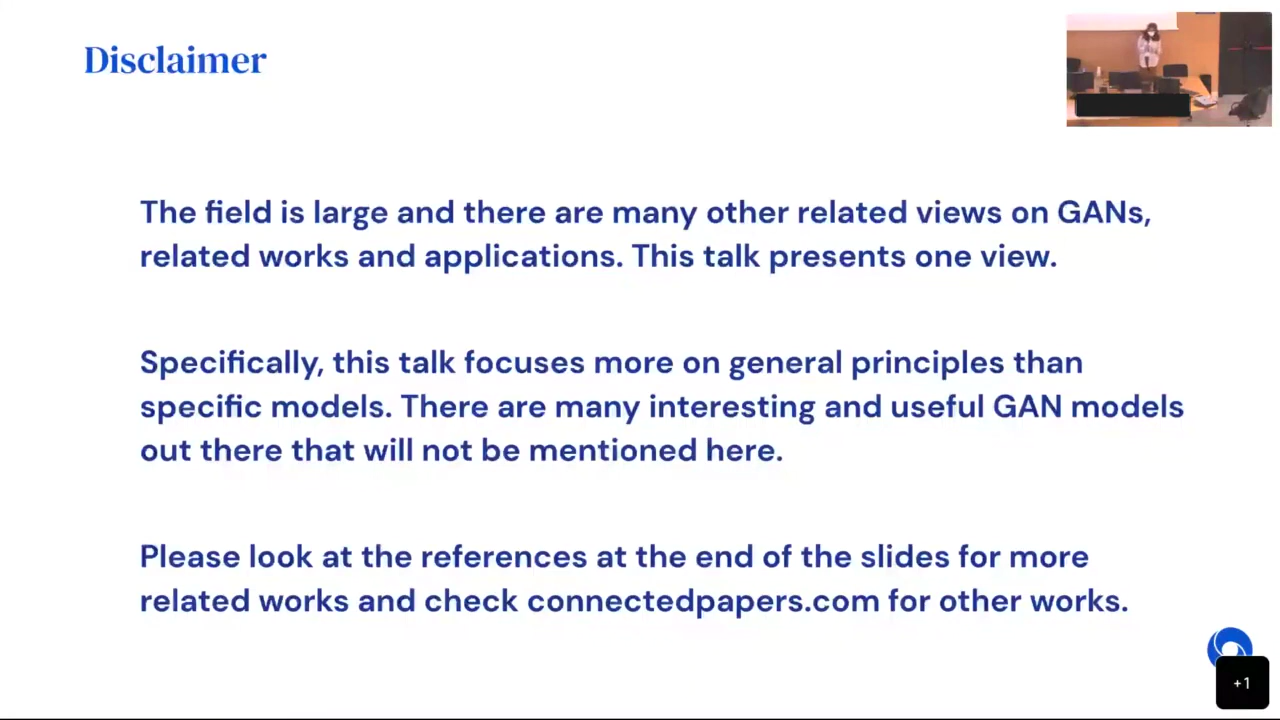 Disclaimer
The field is large and there are many other related views on GANs,
related works and applications. This talk presents one view.
Specifically, this talk focuses more on general principles than
specific models. There are many interesting and useful GAN models
out there that will not be mentioned here.
Please look at the references at the end of the slides for more
related works and check connectedpapers.com for other works.
+1